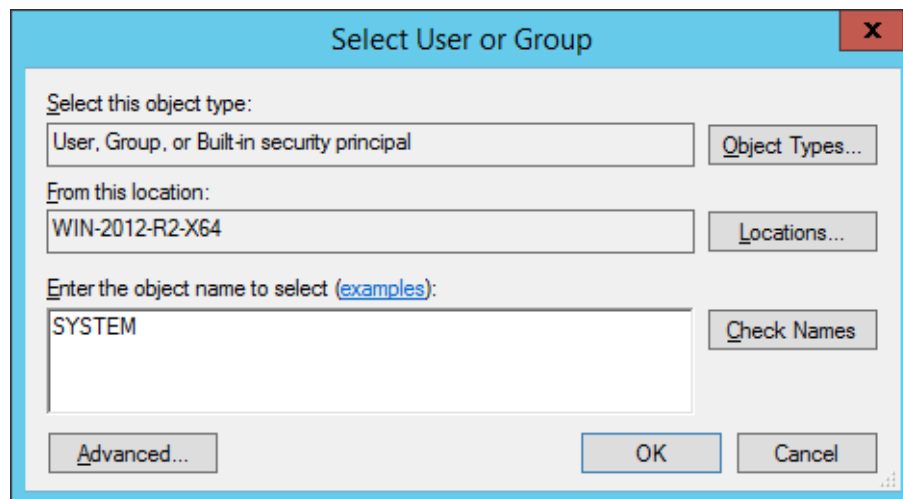 Select User or Group
x
Select this object type:
User, Group, or Built-in security principal
Object Types...
From this location:
WIN-2012-R2-X64
Locations...
Enter the object name to select (examples):
SYSTEM
Check Names
Advanced...
OK
Cancel